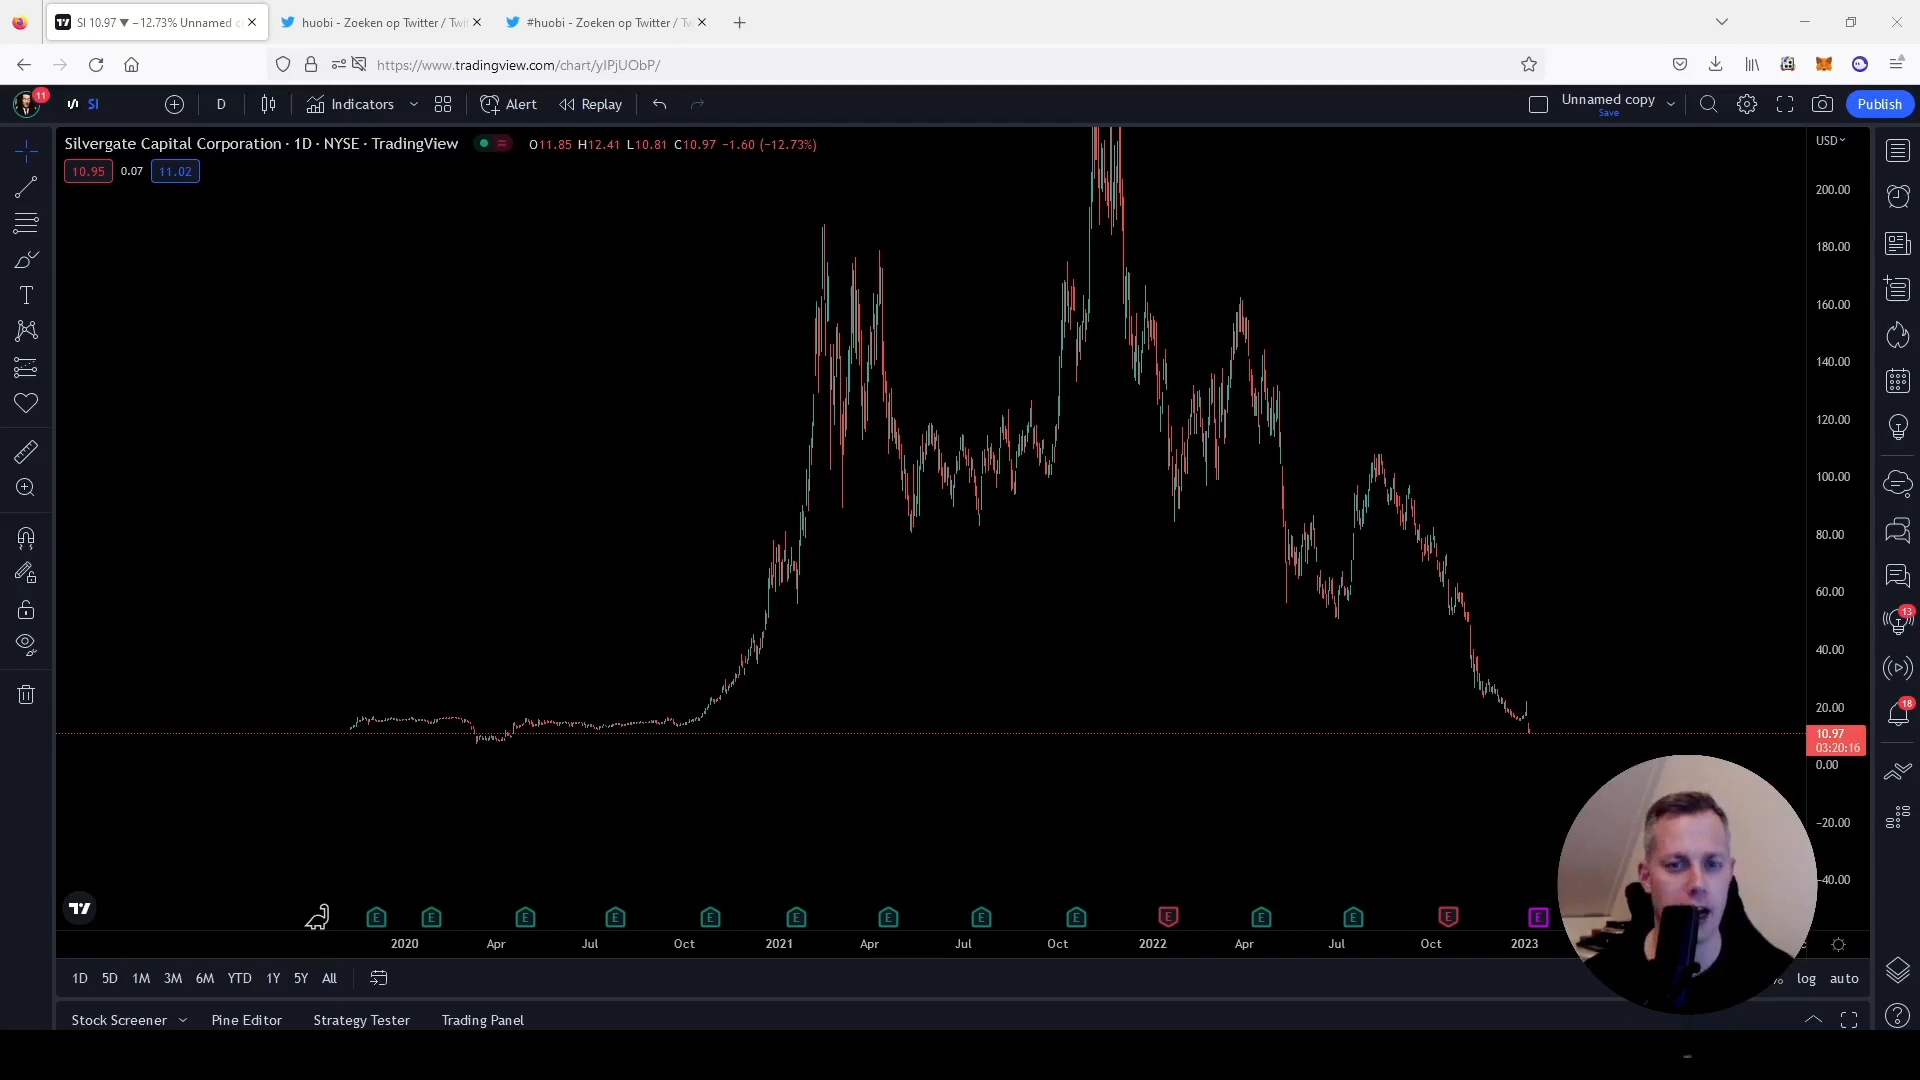 SI 10.97 ▼ −12.73% Unnamed
huobi - Zoeken op Twitter / Twi
#huobi - Zoeken op Twitter / Tw
https://www.tradingview.com/chart/yIPjUObP/
11
SI
D
Indicators
Alert
Replay
Unnamed copy
Save
Publish
Silvergate Capital Corporation · 1D · NYSE · TradingView
O11.85 H12.41 L10.81 C10.97 −1.60 (−12.73%)
USD
10.95
0.07
11.02
200.00
180.00
160.00
140.00
120.00
100.00
80.00
60.00
40.00
20.00
10.97
03:20:16
0.00
−20.00
−40.00
13
18
E E E E E E E E E E E E E E
2020 Apr Jul Oct 2021 Apr Jul Oct 2022 Apr Jul Oct 2023
1D 5D 1M 3M 6M YTD 1Y 5Y All
% log auto
Stock Screener Pine Editor Strategy Tester Trading Panel